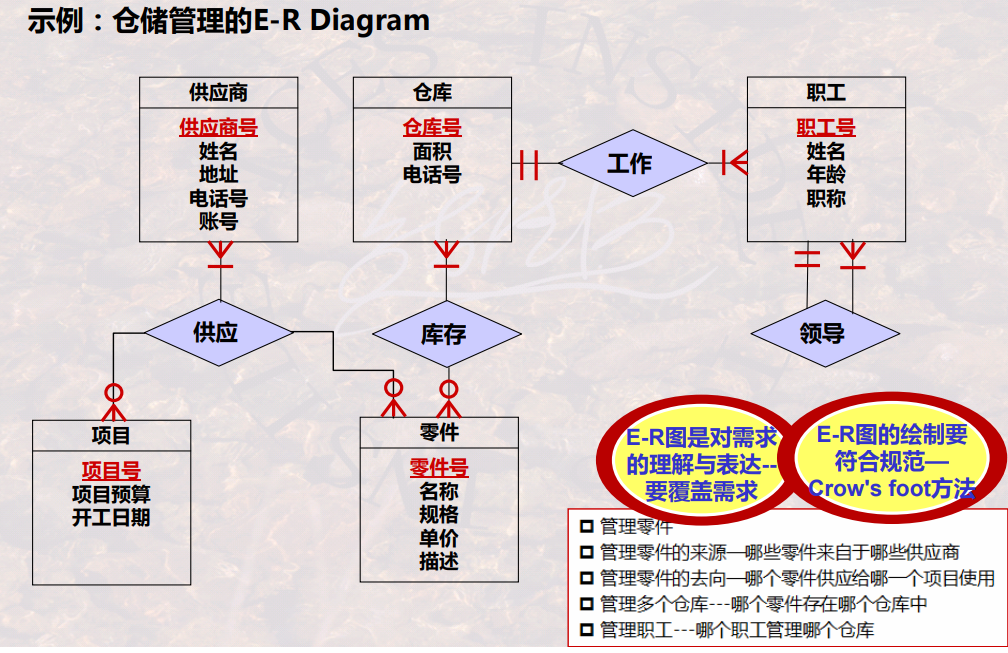 示例：仓储管理的E-R Diagram
供应商
供应商号
姓名
地址
电话号
账号
仓库
仓库号
面积
电话号
工作
职工
职工号
姓名
年龄
职称
供应
库存
领导
项目
项目号
项目预算
开工日期
零件
零件号
名称
规格
单价
描述
E-R图是对需求
的理解与表达--
要覆盖需求
E-R图的绘制要
符合规范—
Crow's foot方法
管理零件
管理零件的来源—哪些零件来自于哪些供应商
管理零件的去向—哪个零件供应给哪一个项目使用
管理多个仓库---哪个零件存在哪个仓库中
管理职工---哪个职工管理哪个仓库